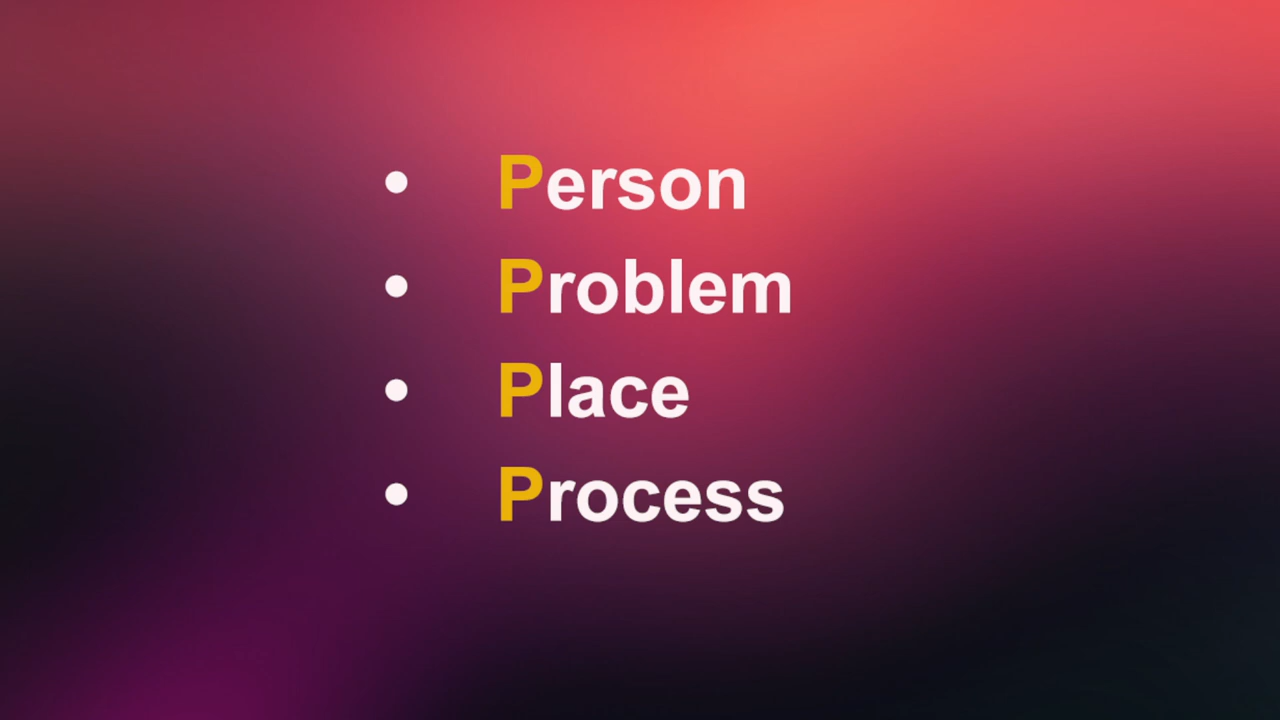 • Person
• Problem
• Place
• Process